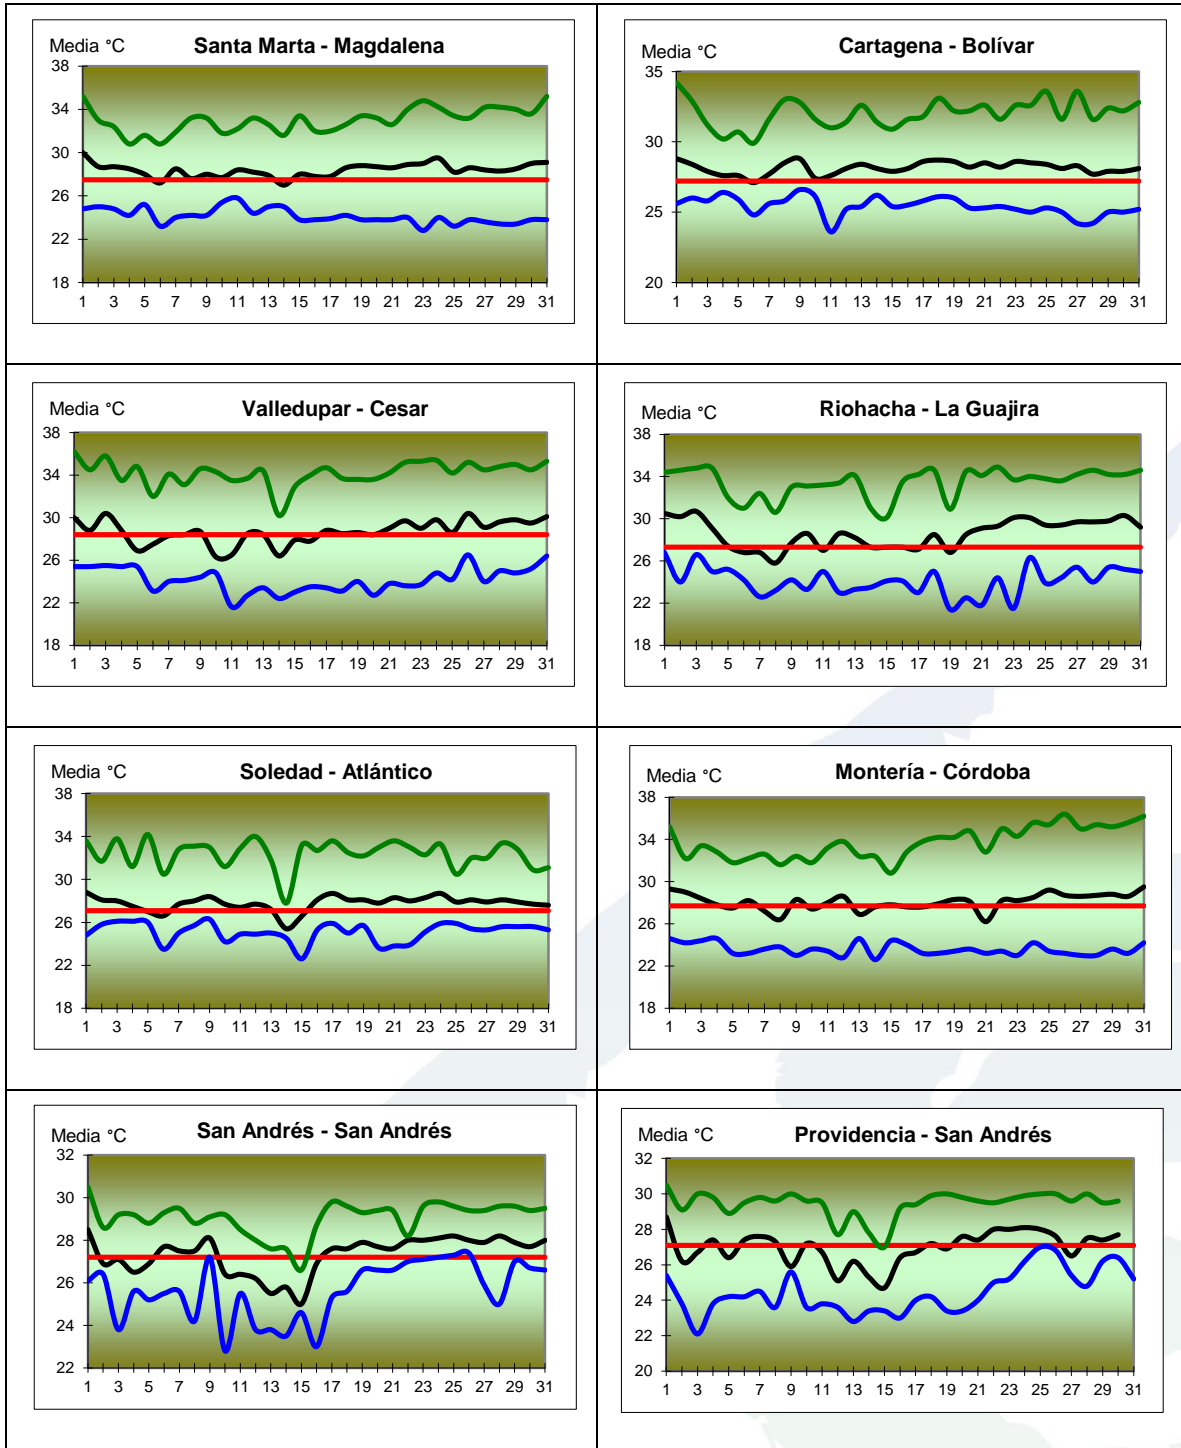 Media °C Santa Marta - Magdalena
38
34
30
26
22
18
1 3 5 7 9 11 13 15 17 19 21 23 25 27 29 31
Media °C Cartagena - Bolívar
35
30
25
20
1 3 5 7 9 11 13 15 17 19 21 23 25 27 29 31
Media °C Valledupar - Cesar
38
34
30
26
22
18
1 3 5 7 9 11 13 15 17 19 21 23 25 27 29 31
Media °C Riohacha - La Guajira
38
34
30
26
22
18
1 3 5 7 9 11 13 15 17 19 21 23 25 27 29 31
Media °C Soledad - Atlántico
38
34
30
26
22
18
1 3 5 7 9 11 13 15 17 19 21 23 25 27 29 31
Media °C Montería - Córdoba
38
34
30
26
22
18
1 3 5 7 9 11 13 15 17 19 21 23 25 27 29 31
Media °C San Andrés - San Andrés
32
30
28
26
24
22
1 3 5 7 9 11 13 15 17 19 21 23 25 27 29 31
Media °C Providencia - San Andrés
32
30
28
26
24
22
20
1 3 5 7 9 11 13 15 17 19 21 23 25 27 29 31